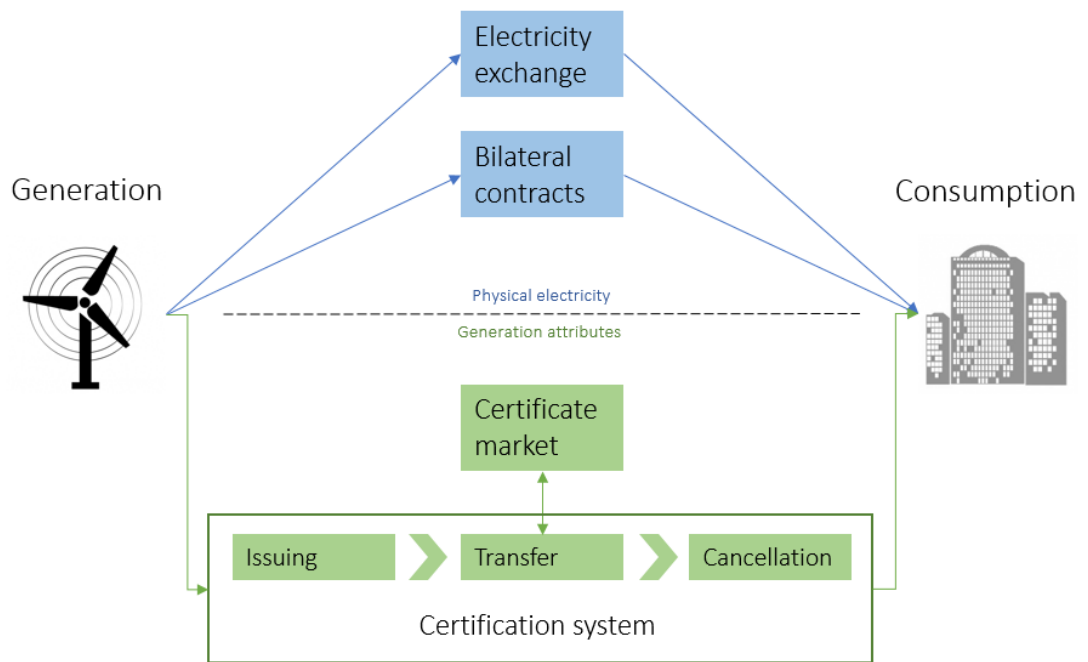 Electricity
exchange
Bilateral
contracts
Generation
Consumption
Physical electricity
Generation attributes
Certificate
market
Issuing
Transfer
Cancellation
Certification system